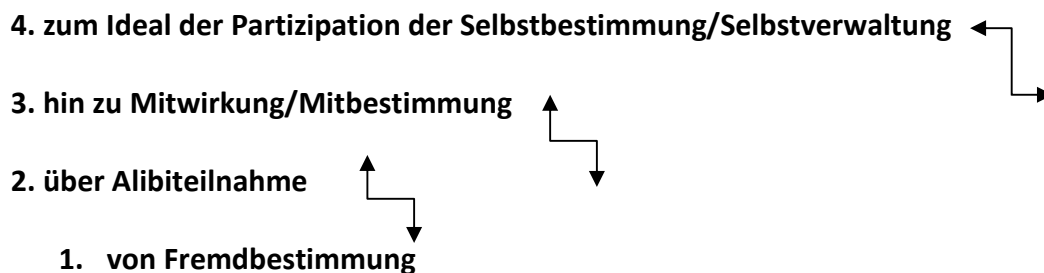 4. zum Ideal der Partizipation der Selbstbestimmung/Selbstverwaltung
3. hin zu Mitwirkung/Mitbestimmung
2. über Alibiteilnahme
1. von Fremdbestimmung